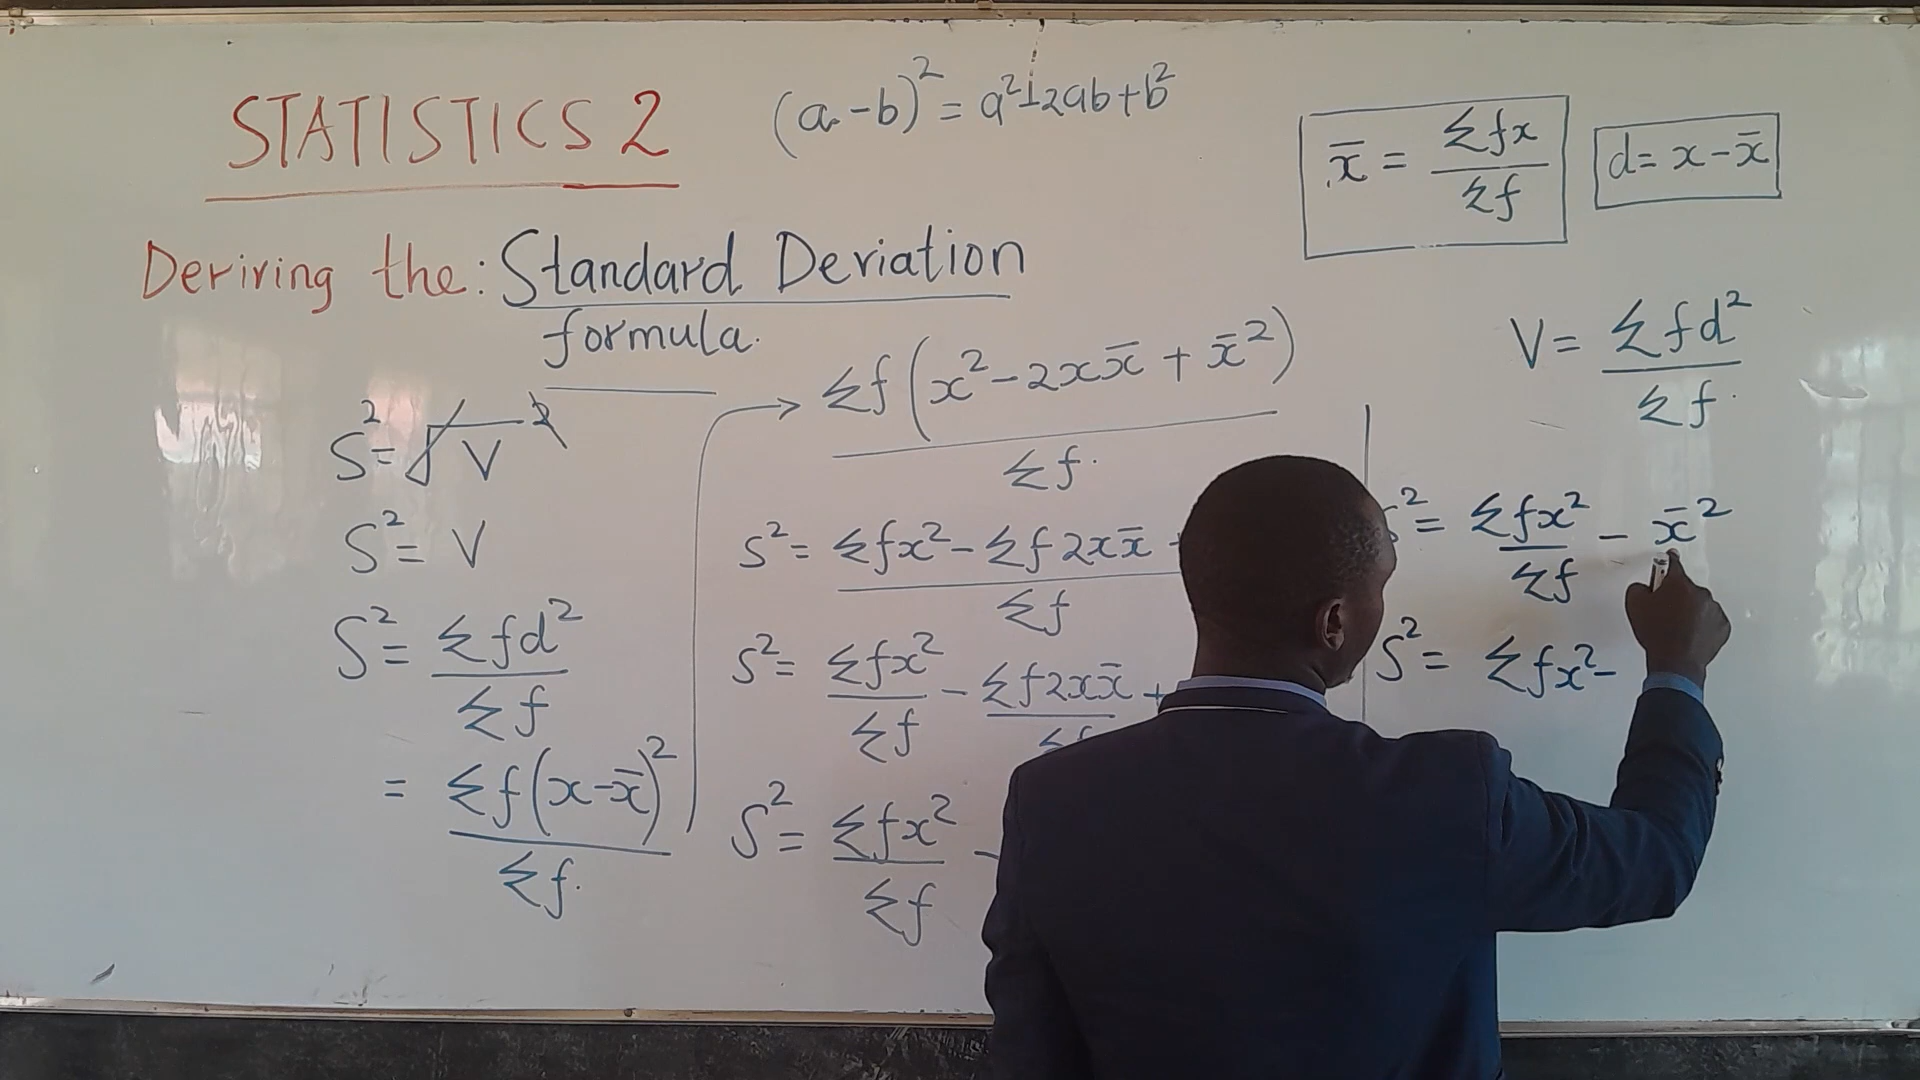 STATISTICS 2
(a-b)² = a²-2ab+b²
x̄ = Σfx / Σf
d = x-x̄
Deriving the: Standard Deviation
formula.
V = Σfd² / Σf.
S² = √V²
S² = V
S² = Σfd² / Σf
= Σf(x-x̄)² / Σf.
→ Σf(x²-2xx̄ + x̄²) / Σf.
S² = Σfx² - Σf2xx̄ / Σf
S² = Σfx² / Σf - Σf2xx̄ / Σf +
S² = Σfx² / Σf -
S² = Σfx² / Σf - x̄²
S² = Σfx² -